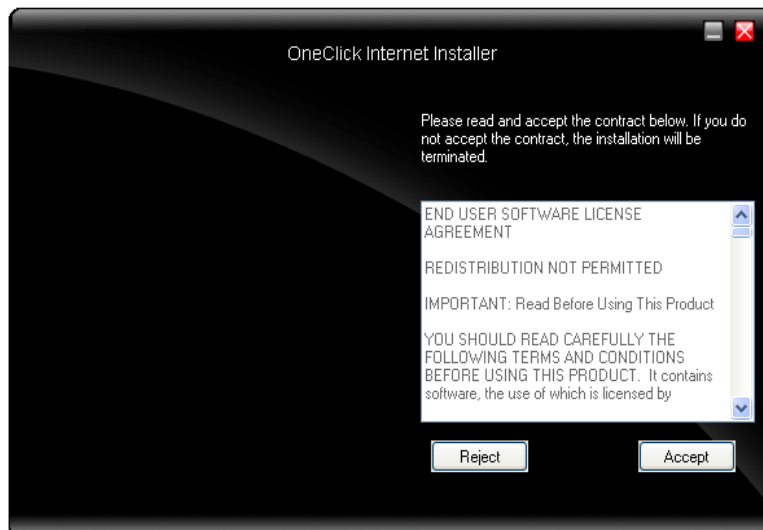 OneClick Internet Installer
Please read and accept the contract below. If you do
not accept the contract, the installation will be
terminated.
END USER SOFTWARE LICENSE
AGREEMENT
REDISTRIBUTION NOT PERMITTED
IMPORTANT: Read Before Using This Product
YOU SHOULD READ CAREFULLY THE
FOLLOWING TERMS AND CONDITIONS
BEFORE USING THIS PRODUCT.  It contains
software, the use of which is licensed by
Reject
Accept